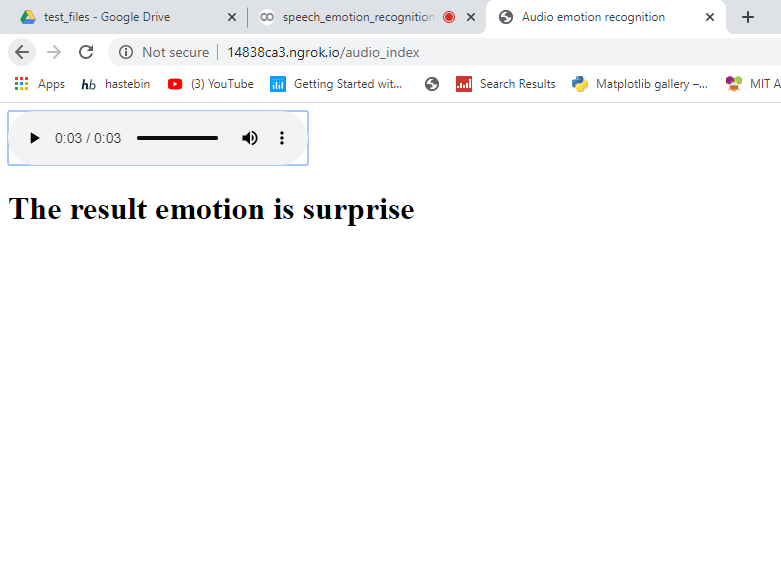 test_files - Google Drive
speech_emotion_recognition
Audio emotion recognition
Not secure
14838ca3.ngrok.io/audio_index
Apps
hb hastebin
(3) YouTube
Getting Started wit...
Search Results
Matplotlib gallery –...
MIT A
0:03 / 0:03
The result emotion is surprise